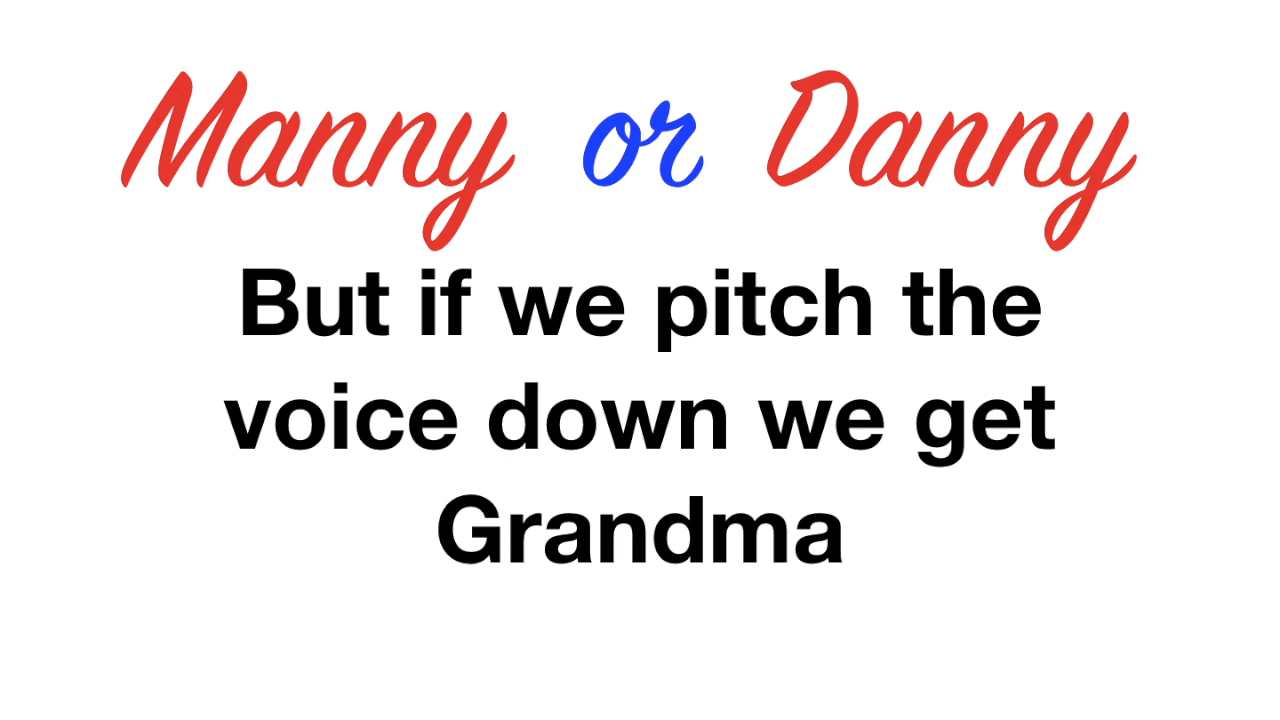 Manny or Danny
But if we pitch the
voice down we get
Grandma